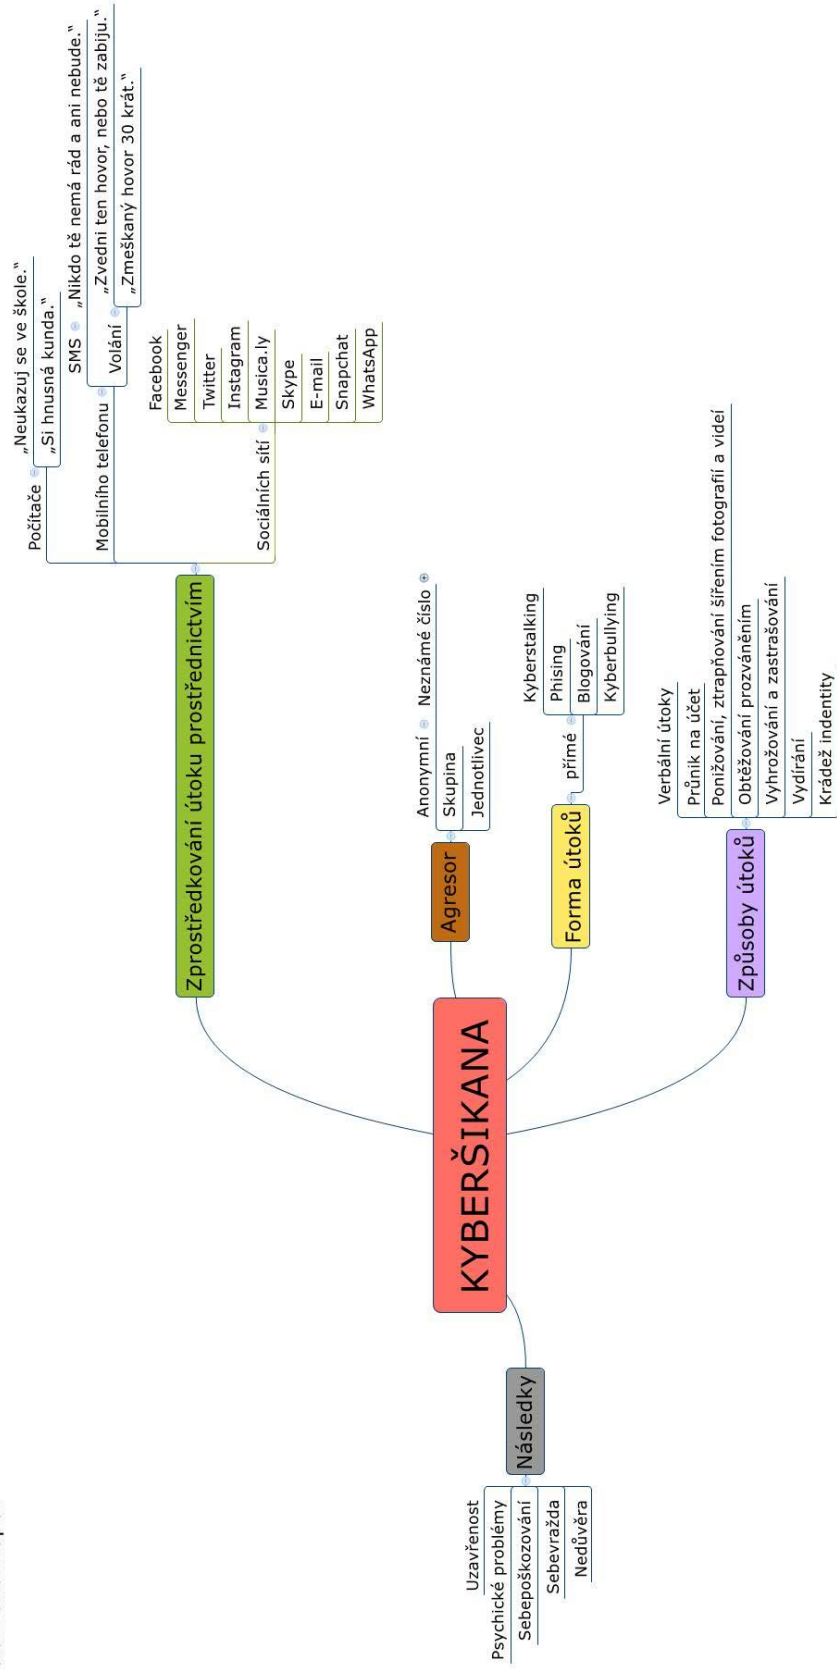 KYBERŠIKANA
Zprostředkování útoku prostřednictvím
Počítače
„Neukazuj se ve škole.“
„Si hnusná kunda.“
Mobilního telefonu
SMS
„Nikdo tě nemá rád a ani nebude.“
Volání
„Zvedni ten hovor, nebo tě zabiju.“
„Zmeškaný hovor 30 krát.“
Sociálních sítí
Facebook
Messenger
Twitter
Instagram
Musica.ly
Skype
E-mail
Snapchat
WhatsApp
Agresor
Anonymní
Neznámé číslo
Skupina
Jednotlivec
Forma útoků
přímé
Kyberstalking
Phising
Blogování
Kyberbullying
Způsoby útoků
Verbální útoky
Průnik na účet
Ponižování, ztrapňování šířením fotografií a videí
Obtěžování prozváněním
Vyhrožování a zastrašování
Vydírání
Krádež indentity
Následky
Uzavřenost
Psychické problémy
Sebepoškozování
Sebevražda
Nedůvěra